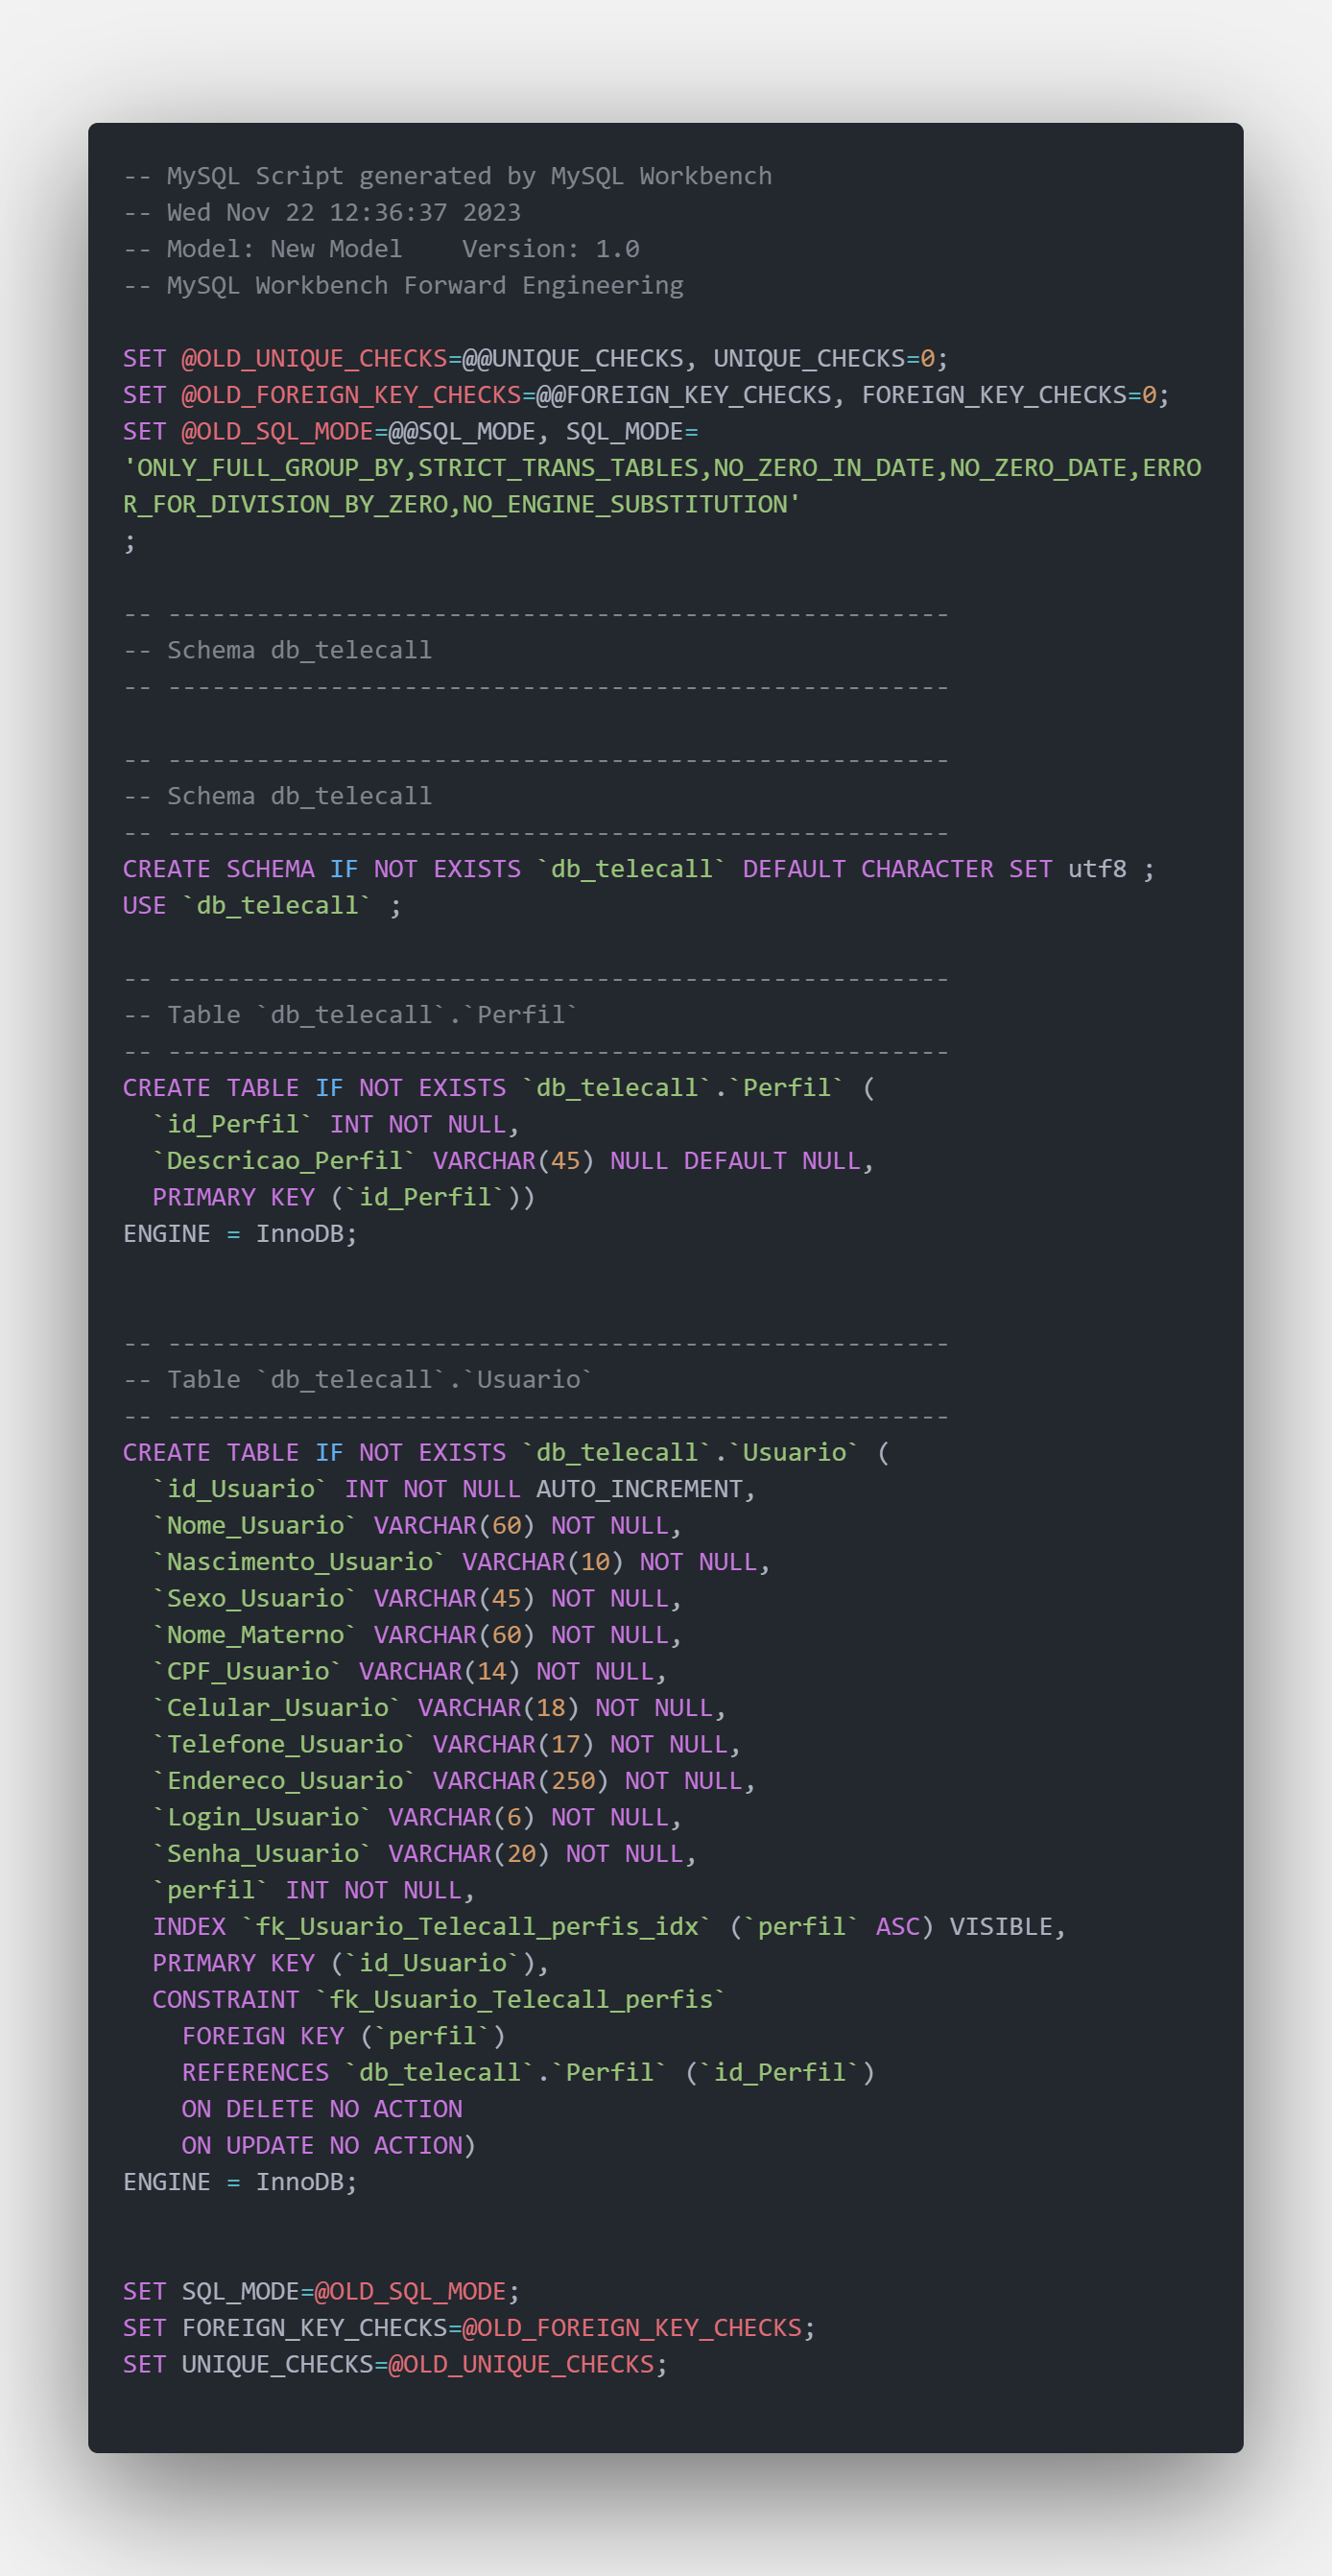 -- MySQL Script generated by MySQL Workbench
-- Wed Nov 22 12:36:37 2023
-- Model: New Model    Version: 1.0
-- MySQL Workbench Forward Engineering

SET @OLD_UNIQUE_CHECKS=@@UNIQUE_CHECKS, UNIQUE_CHECKS=0;
SET @OLD_FOREIGN_KEY_CHECKS=@@FOREIGN_KEY_CHECKS, FOREIGN_KEY_CHECKS=0;
SET @OLD_SQL_MODE=@@SQL_MODE, SQL_MODE=
'ONLY_FULL_GROUP_BY,STRICT_TRANS_TABLES,NO_ZERO_IN_DATE,NO_ZERO_DATE,ERRO
R_FOR_DIVISION_BY_ZERO,NO_ENGINE_SUBSTITUTION'
;

-- -----------------------------------------------------
-- Schema db_telecall
-- -----------------------------------------------------

-- -----------------------------------------------------
-- Schema db_telecall
-- -----------------------------------------------------
CREATE SCHEMA IF NOT EXISTS `db_telecall` DEFAULT CHARACTER SET utf8 ;
USE `db_telecall` ;

-- -----------------------------------------------------
-- Table `db_telecall`.`Perfil`
-- -----------------------------------------------------
CREATE TABLE IF NOT EXISTS `db_telecall`.`Perfil` (
  `id_Perfil` INT NOT NULL,
  `Descricao_Perfil` VARCHAR(45) NULL DEFAULT NULL,
  PRIMARY KEY (`id_Perfil`))
ENGINE = InnoDB;


-- -----------------------------------------------------
-- Table `db_telecall`.`Usuario`
-- -----------------------------------------------------
CREATE TABLE IF NOT EXISTS `db_telecall`.`Usuario` (
  `id_Usuario` INT NOT NULL AUTO_INCREMENT,
  `Nome_Usuario` VARCHAR(60) NOT NULL,
  `Nascimento_Usuario` VARCHAR(10) NOT NULL,
  `Sexo_Usuario` VARCHAR(45) NOT NULL,
  `Nome_Materno` VARCHAR(60) NOT NULL,
  `CPF_Usuario` VARCHAR(14) NOT NULL,
  `Celular_Usuario` VARCHAR(18) NOT NULL,
  `Telefone_Usuario` VARCHAR(17) NOT NULL,
  `Endereco_Usuario` VARCHAR(250) NOT NULL,
  `Login_Usuario` VARCHAR(6) NOT NULL,
  `Senha_Usuario` VARCHAR(20) NOT NULL,
  `perfil` INT NOT NULL,
  INDEX `fk_Usuario_Telecall_perfis_idx` (`perfil` ASC) VISIBLE,
  PRIMARY KEY (`id_Usuario`),
  CONSTRAINT `fk_Usuario_Telecall_perfis`
    FOREIGN KEY (`perfil`)
    REFERENCES `db_telecall`.`Perfil` (`id_Perfil`)
    ON DELETE NO ACTION
    ON UPDATE NO ACTION)
ENGINE = InnoDB;


SET SQL_MODE=@OLD_SQL_MODE;
SET FOREIGN_KEY_CHECKS=@OLD_FOREIGN_KEY_CHECKS;
SET UNIQUE_CHECKS=@OLD_UNIQUE_CHECKS;